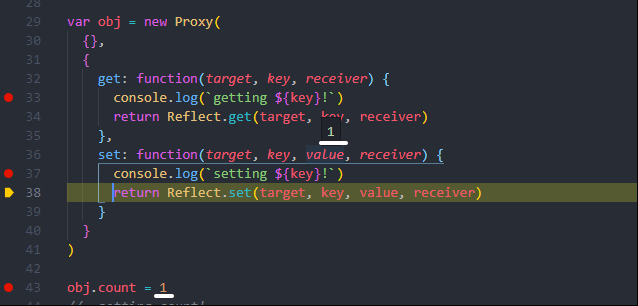 28
29 var obj = new Proxy(
30 {},
31 {
32 get: function(target, key, receiver) {
33 console.log(`getting ${key}!`)
34 return Reflect.get(target, key, receiver)
1
35 },
36 set: function(target, key, value, receiver) {
37 console.log(`setting ${key}!`)
38 return Reflect.set(target, key, value, receiver)
39 }
40 }
41 )
42
43 obj.count = 1
44